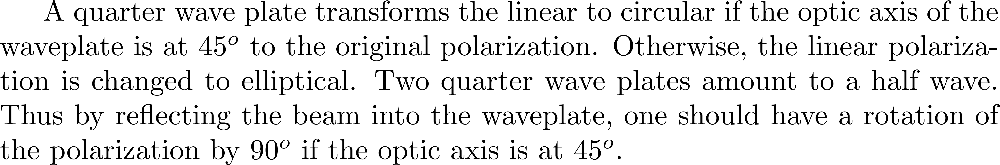 A quarter wave plate transforms the linear to circular if the optic axis of the
waveplate is at 45° to the original polarization. Otherwise, the linear polariza-
tion is changed to elliptical. Two quarter wave plates amount to a half wave.
Thus by reflecting the beam into the waveplate, one should have a rotation of
the polarization by 90° if the optic axis is at 45°.